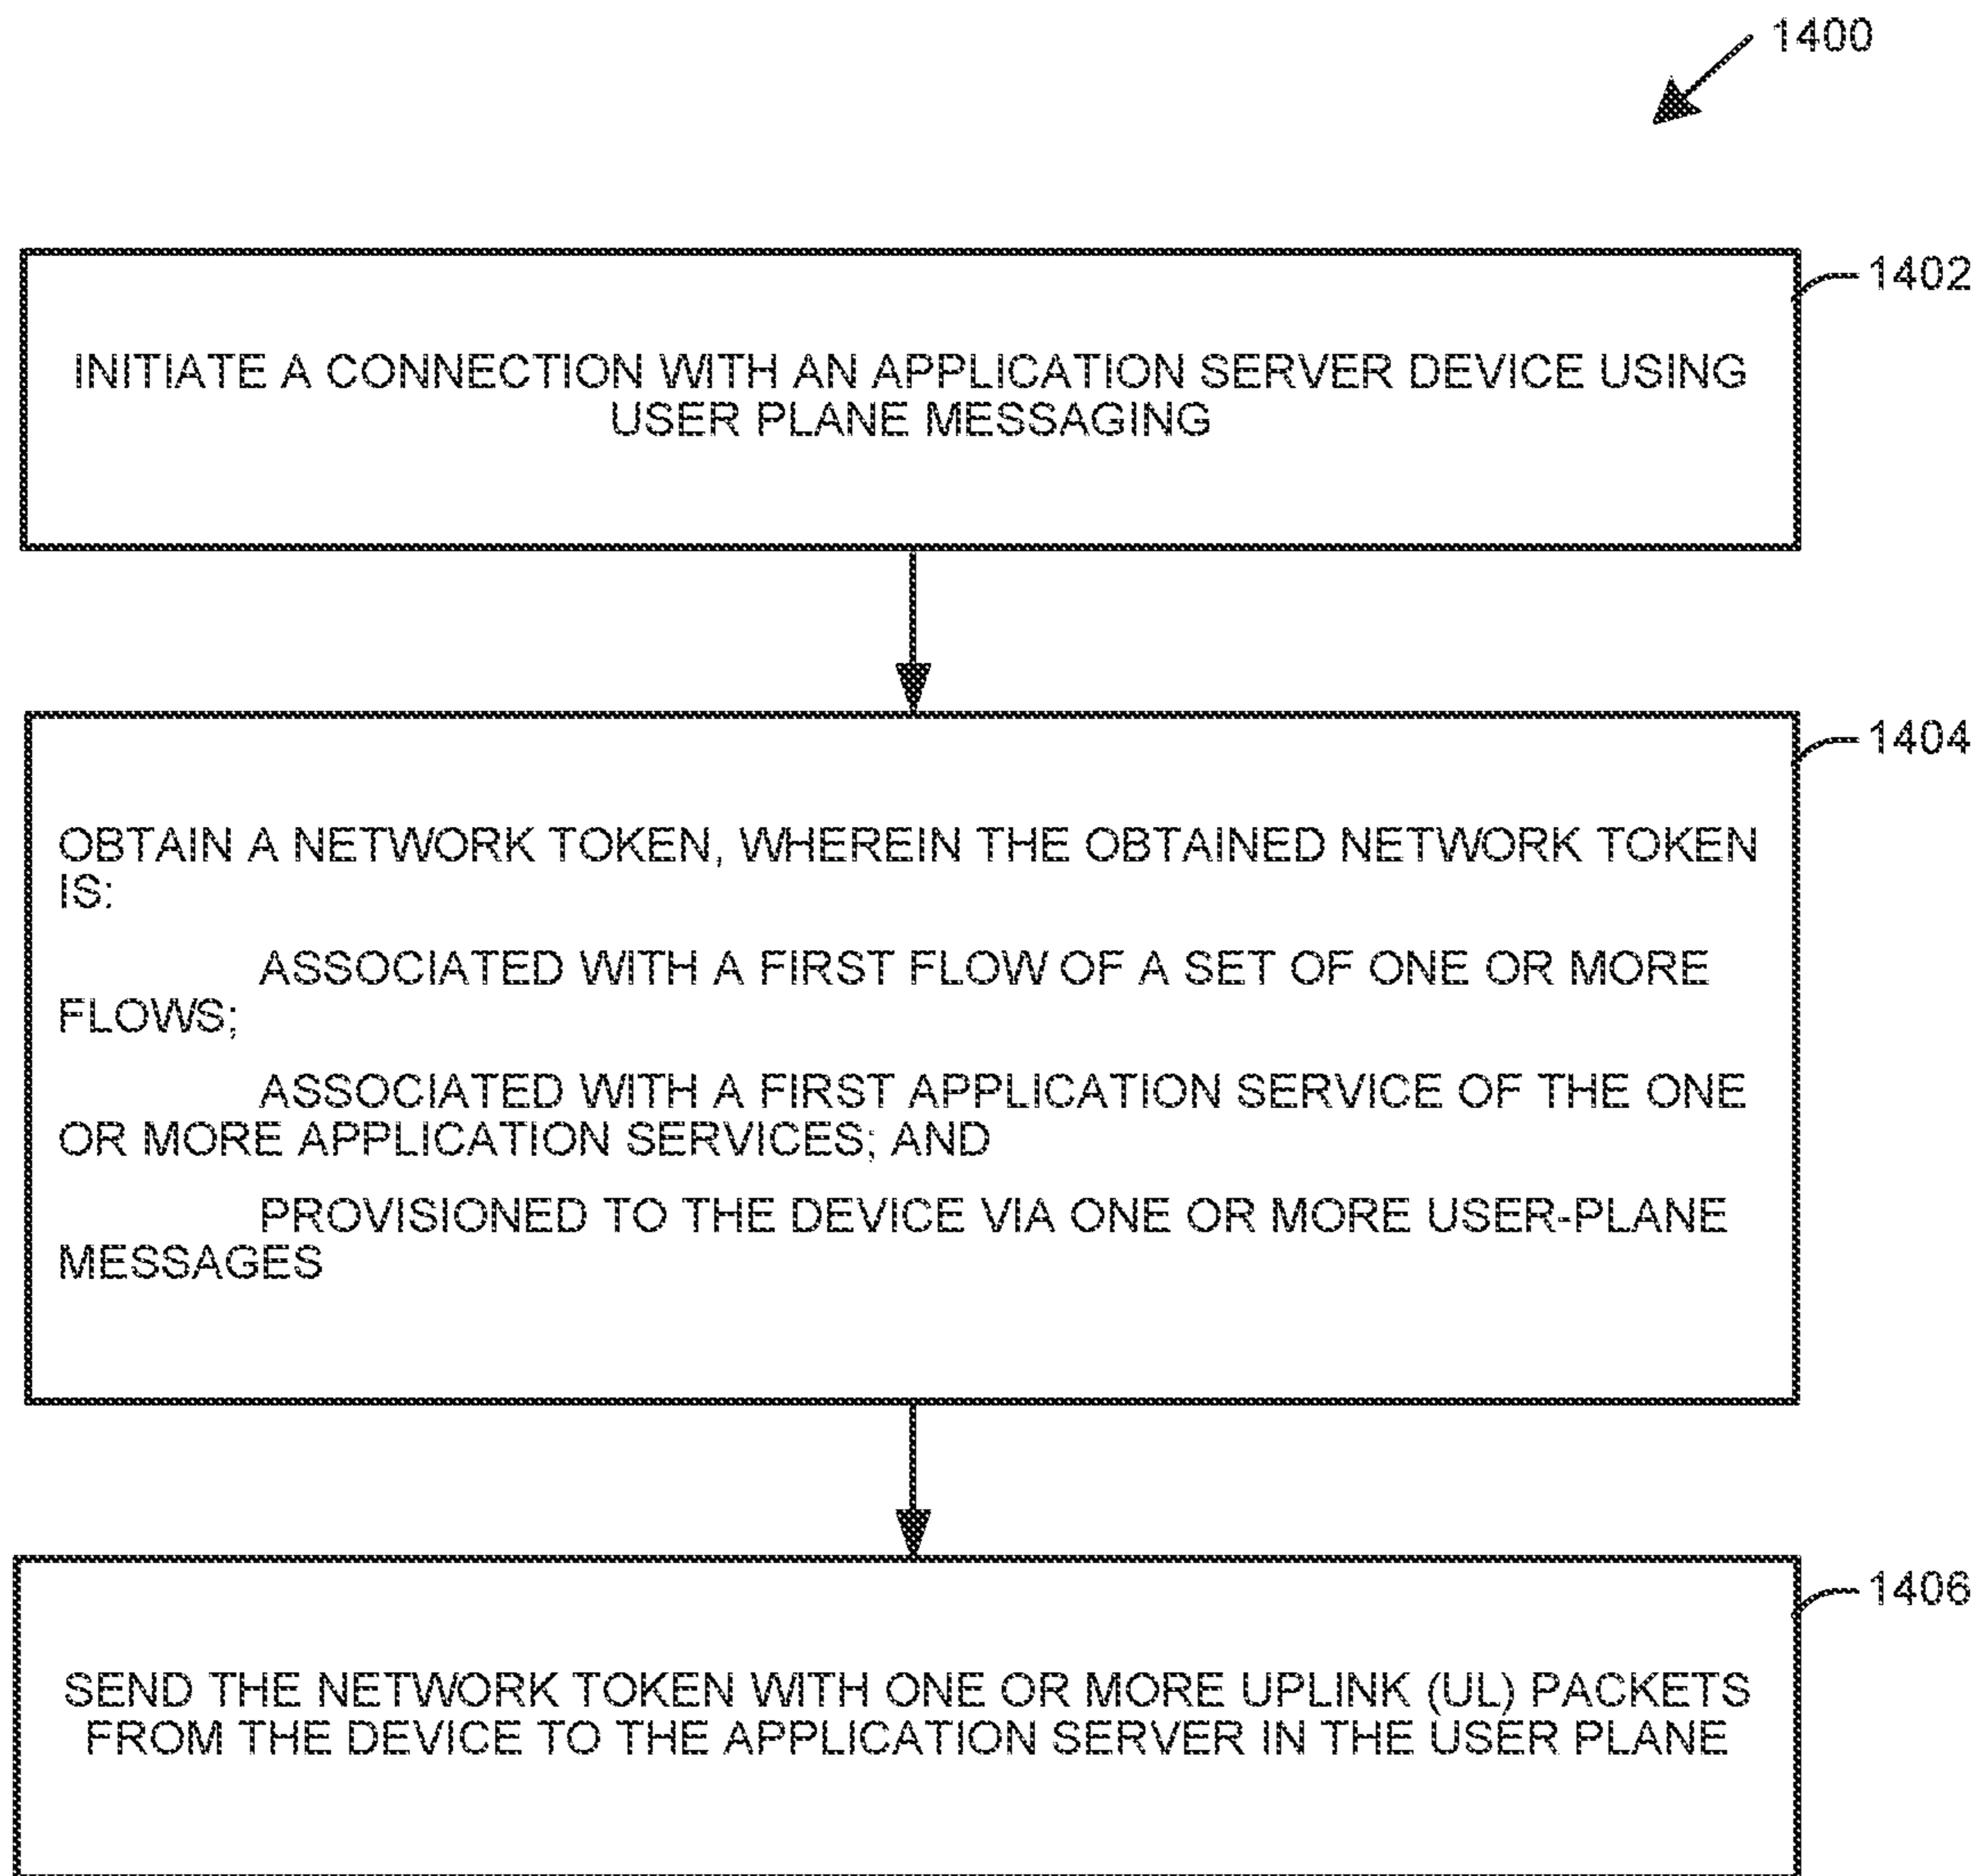 1400
1402
INITIATE A CONNECTION WITH AN APPLICATION SERVER DEVICE USING
USER PLANE MESSAGING
1404
OBTAIN A NETWORK TOKEN, WHEREIN THE OBTAINED NETWORK TOKEN
IS:
ASSOCIATED WITH A FIRST FLOW OF A SET OF ONE OR MORE
FLOWS;
ASSOCIATED WITH A FIRST APPLICATION SERVICE OF THE ONE
OR MORE APPLICATION SERVICES; AND
PROVISIONED TO THE DEVICE VIA ONE OR MORE USER-PLANE
MESSAGES
1406
SEND THE NETWORK TOKEN WITH ONE OR MORE UPLINK (UL) PACKETS
FROM THE DEVICE TO THE APPLICATION SERVER IN THE USER PLANE